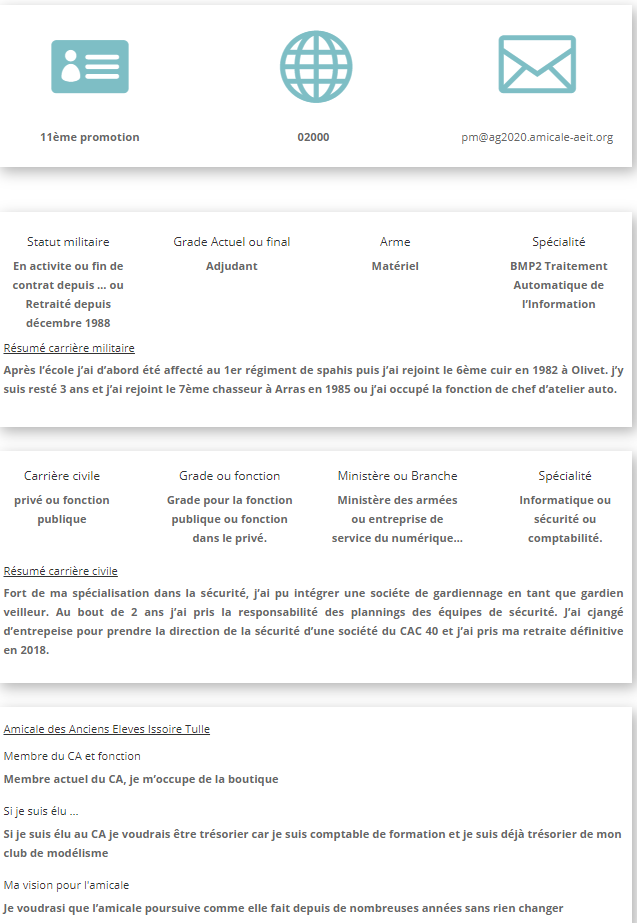 11ème promotion
02000
pm@ag2020.amicale-aeit.org
Statut militaire
En activite ou fin de
contrat depuis ... ou
Retraité depuis
décembre 1988
Grade Actuel ou final
Adjudant
Arme
Matériel
Spécialité
BMP2 Traitement
Automatique de
l’Information
Résumé carrière militaire
Après l’école j’ai d’abord été affecté au 1er régiment de spahis puis j’ai rejoint le 6ème cuir en 1982 à Olivet. j’y
suis resté 3 ans et j’ai rejoint le 7ème chasseur à Arras en 1985 ou j’ai occupé la fonction de chef d’atelier auto.
Carrière civile
privé ou fonction
publique
Grade ou fonction
Grade pour la fonction
publique ou fonction
dans le privé.
Ministère ou Branche
Ministère des armées
ou entreprise de
service du numérique...
Spécialité
Informatique ou
sécurité ou
comptabilité.
Résumé carrière civile
Fort de ma spécialisation dans la sécurité, j’ai pu intégrer une sociéte de gardiennage en tant que gardien
veilleur. Au bout de 2 ans j’ai pris la responsabilité des plannings des équipes de sécurité. J’ai cjangé
d’entrepeise pour prendre la direction de la sécurité d’une société du CAC 40 et j’ai pris ma retraite définitive
en 2018.
Amicale des Anciens Eleves Issoire Tulle
Membre du CA et fonction
Membre actuel du CA, je m’occupe de la boutique
Si je suis élu ...
Si je suis élu au CA je voudrais être trésorier car je suis comptable de formation et je suis déjà trésorier de mon
club de modélisme
Ma vision pour l’amicale
Je voudrasi que l’amicale poursuive comme elle fait depuis de nombreuses années sans rien changer